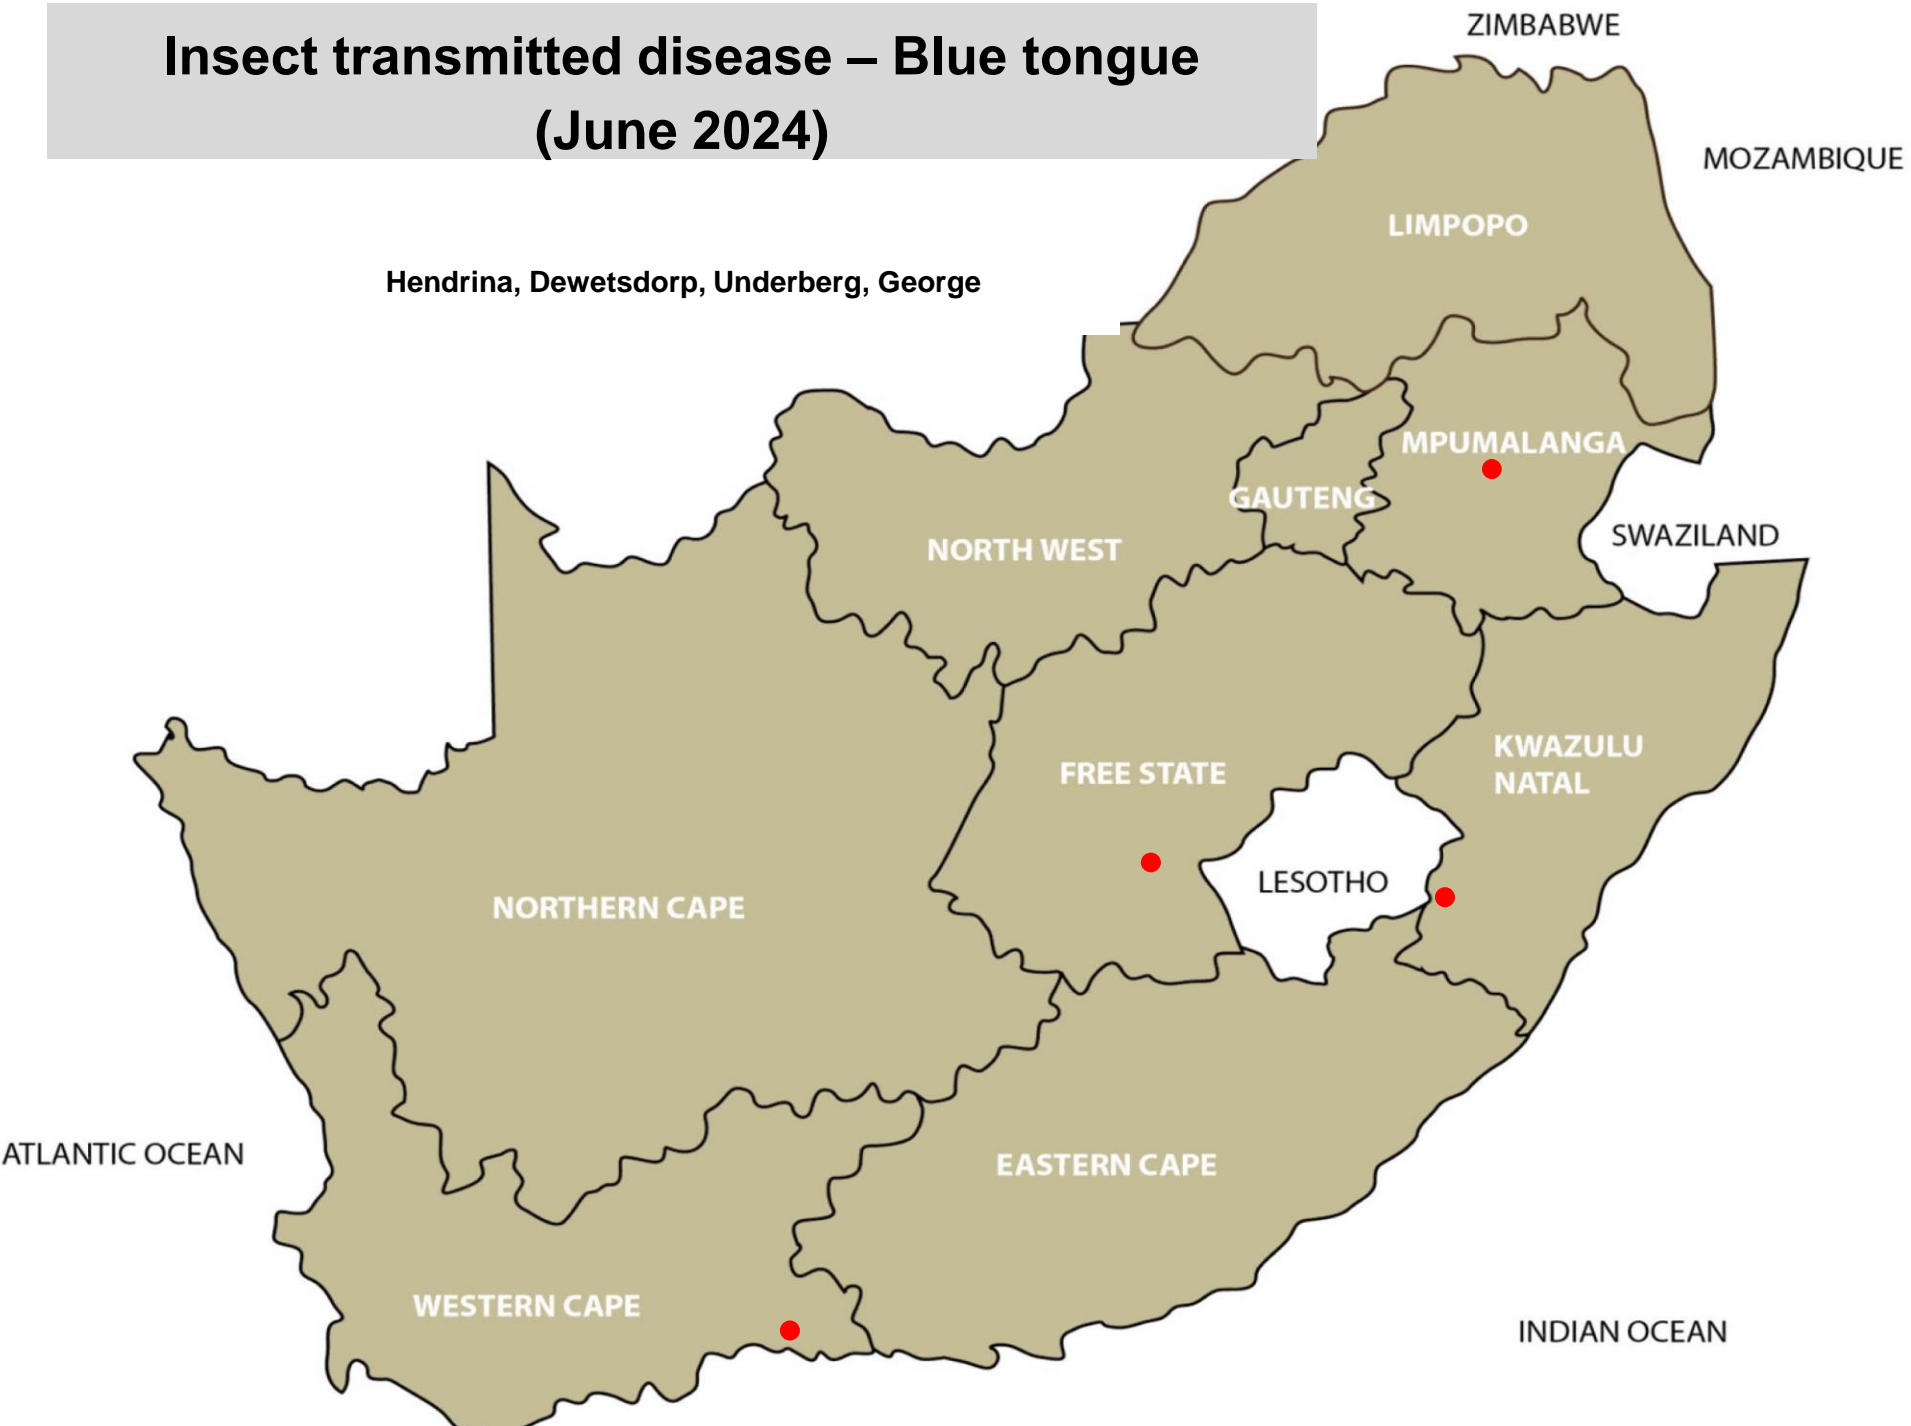 Insect transmitted disease – Blue tongue
(June 2024)
ZIMBABWE
MOZAMBIQUE
LIMPOPO
Hendrina, Dewetsdorp, Underberg, George
MPUMALANGA
GAUTENG
SWAZILAND
NORTH WEST
KWAZULU
NATAL
FREE STATE
LESOTHO
NORTHERN CAPE
ATLANTIC OCEAN
EASTERN CAPE
WESTERN CAPE
INDIAN OCEAN